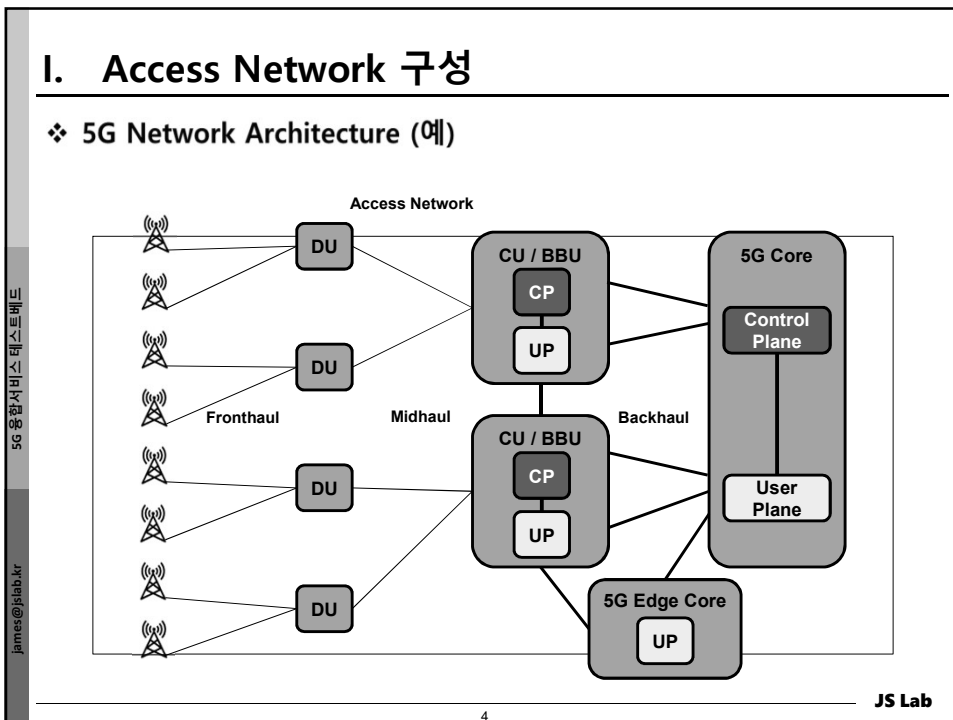 I. Access Network 구성
❖ 5G Network Architecture (예)
Access Network
DU
DU
DU
DU
Fronthaul
Midhaul
Backhaul
CU / BBU
CP
UP
CU / BBU
CP
UP
5G Core
Control
Plane
User
Plane
5G Edge Core
UP
5G 융합서비스 테스트베드
james@jslab.kr
JS Lab
4